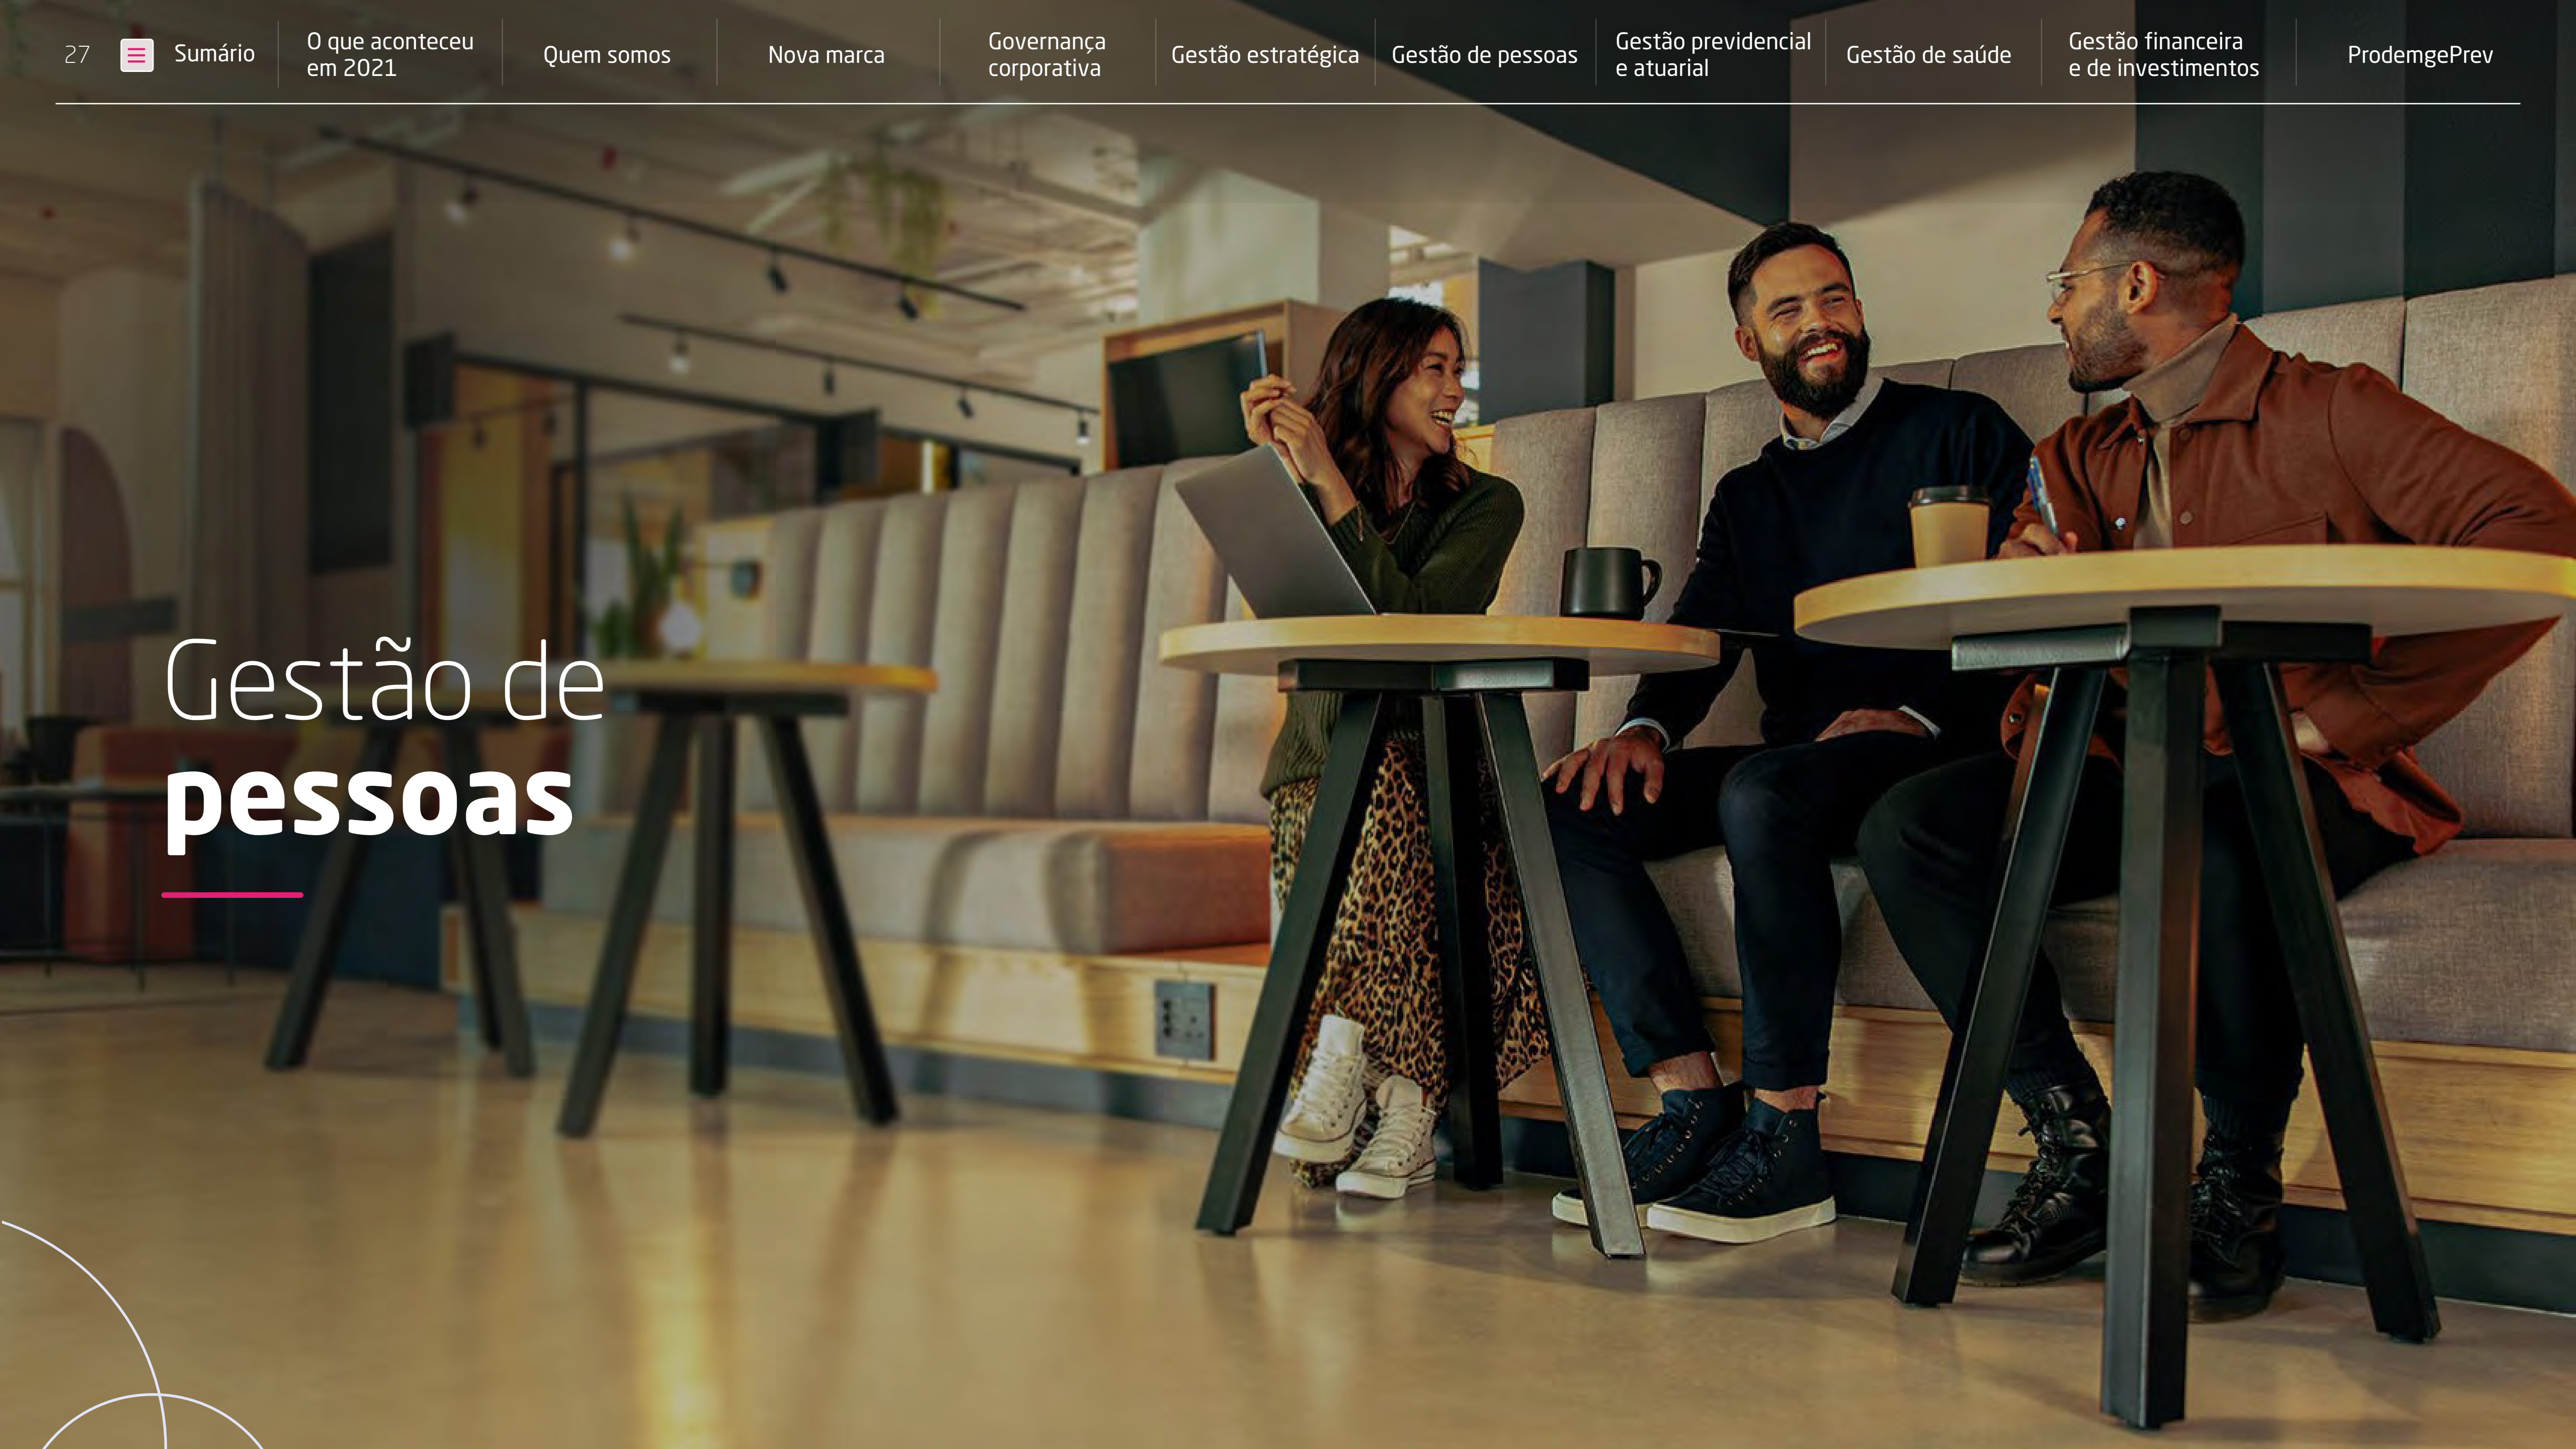 27
Sumário
O que aconteceu
em 2021
Quem somos
Nova marca
Governança
corporativa
Gestão estratégica
Gestão de pessoas
Gestão previdencial
e atuarial
Gestão de saúde
Gestão financeira
e de investimentos
ProdemgePrev
Gestão de
pessoas